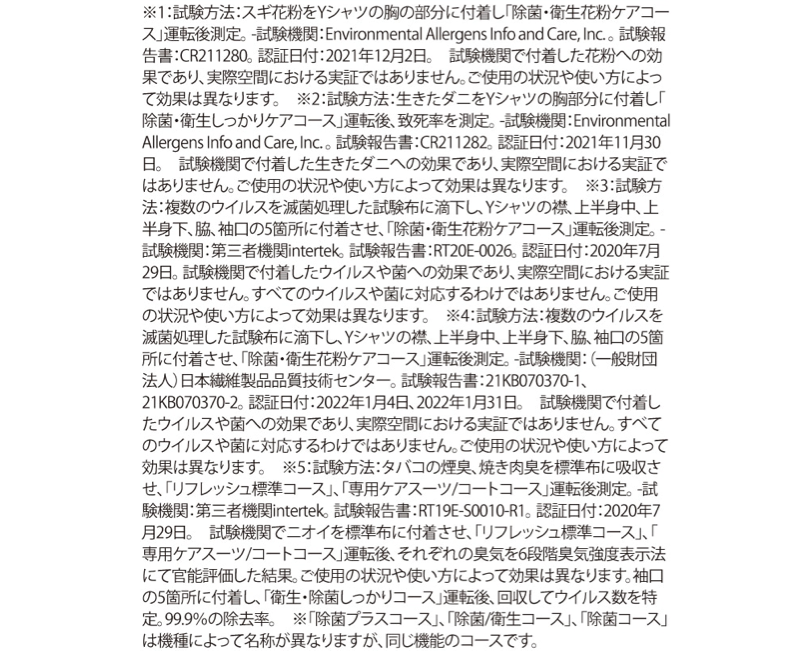 ※1：試験方法：スギ花粉をYシャツの胸の部分に付着し「除菌・衛生花粉ケアコー
ス」運転後測定。-試験機関：Environmental Allergens Info and Care, Inc. 。試験報
告書：CR211280。認証日付：2021年12月2日。　試験機関で付着した花粉への効
果であり、実際空間における実証ではありません。ご使用の状況や使い方によっ
て効果は異なります。　※2：試験方法：生きたダニをYシャツの胸部分に付着し「
除菌・衛生しっかりケアコース」運転後、致死率を測定。-試験機関：Environmental
Allergens Info and Care, Inc. 。試験報告書：CR211282。認証日付：2021年11月30
日。　試験機関で付着した生きたダニへの効果であり、実際空間における実証で
はありません。ご使用の状況や使い方によって効果は異なります。　※3：試験方
法：複数のウイルスを滅菌処理した試験布に滴下し、Yシャツの襟、上半身中、上
半身下、脇、袖口の5箇所に付着させ、「除菌・衛生花粉ケアコース」運転後測定。-
試験機関：第三者機関intertek。試験報告書：RT20E-0026。認証日付：2020年7月
29日。試験機関で付着したウイルスや菌への効果であり、実際空間における実証
ではありません。すべてのウイルスや菌に対応するわけではありません。ご使用
の状況や使い方によって効果は異なります。　※4：試験方法：複数のウイルスを
滅菌処理した試験布に滴下し、Yシャツの襟、上半身中、上半身下、脇、袖口の5箇
所に付着させ、「除菌・衛生花粉ケアコース」運転後測定。-試験機関：（一般財団
法人）日本繊維製品品質技術センター。試験報告書：21KB070370-1、
21KB070370-2。認証日付：2022年1月4日、2022年1月31日。　試験機関で付着し
たウイルスや菌への効果であり、実際空間における実証ではありません。すべて
のウイルスや菌に対応するわけではありません。ご使用の状況や使い方によって
効果は異なります。　※5：試験方法：タバコの煙臭、焼き肉臭を標準布に吸収さ
せ、「リフレッシュ標準コース」、「専用ケアスーツ/コートコース」運転後測定。-試
験機関：第三者機関intertek。試験報告書：RT19E-S0010-R1。認証日付：2020年7
月29日。　試験機関でニオイを標準布に付着させ、「リフレッシュ標準コース」、「
専用ケアスーツ/コートコース」運転後、それぞれの臭気を6段階臭気強度表示法
にて官能評価した結果。ご使用の状況や使い方によって効果は異なります。袖口
の5箇所に付着し、「衛生・除菌しっかりコース」運転後、回収してウイルス数を特
定。99.9%の除去率。　※「除菌プラスコース」、「除菌/衛生コース」、「除菌コース」
は機種によって名称が異なりますが、同じ機能のコースです。